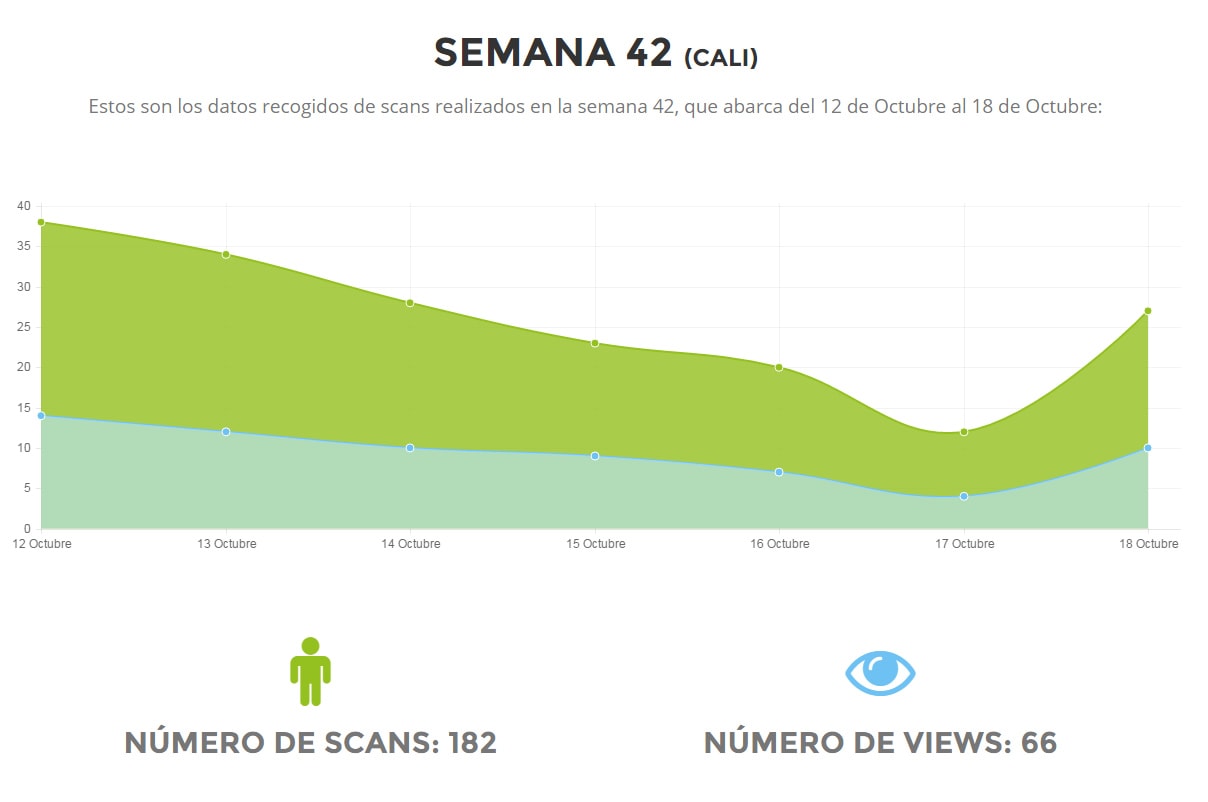 SEMANA 42 (CALI)
Estos son los datos recogidos de scans realizados en la semana 42, que abarca del 12 de Octubre al 18 de Octubre:
40
35
30
25
20
15
10
5
0
12 Octubre 13 Octubre 14 Octubre 15 Octubre 16 Octubre 17 Octubre 18 Octubre
NÚMERO DE SCANS: 182 NÚMERO DE VIEWS: 66